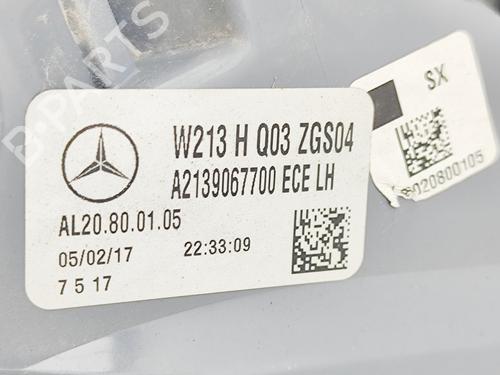 B-PARTS
W213 H Q03 ZGS04
A2139067700 ECE LH
AL20.80.01.05
05/02/17 22:33:09
7 5 17
SX
020800105